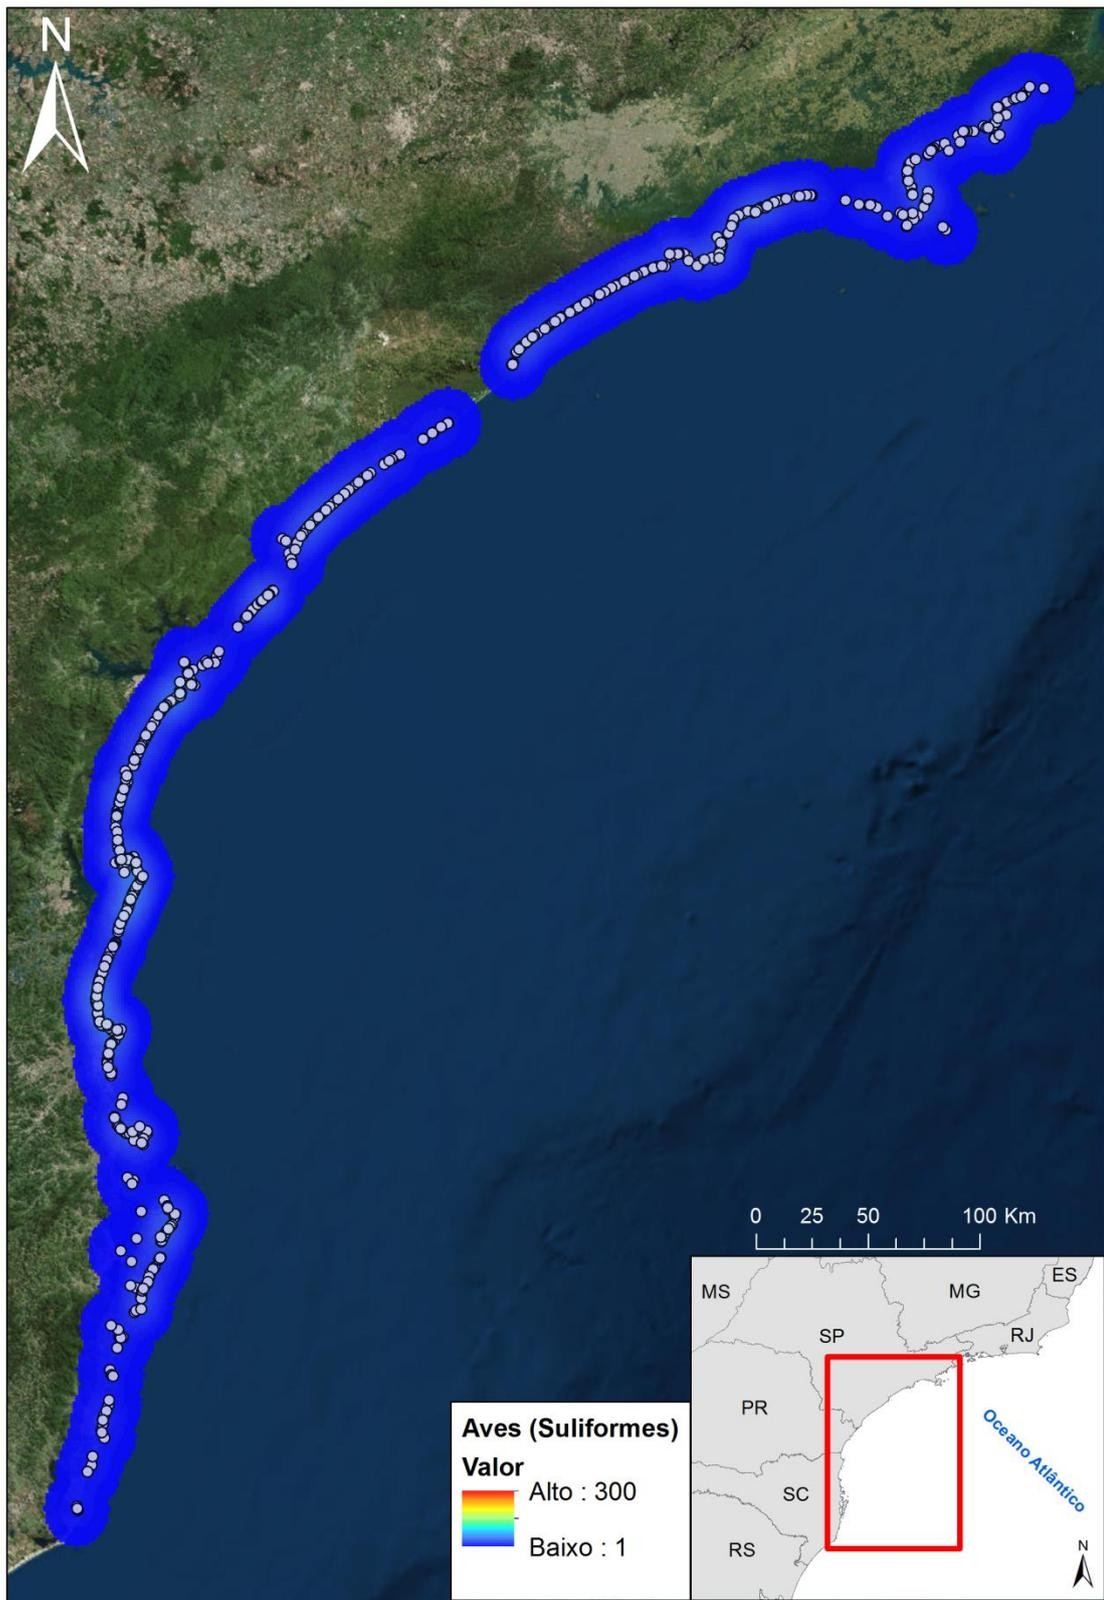 N
0 25 50 100 Km
Aves (Suliformes)
Valor
Alto : 300
Baixo : 1
MS
MG
ES
SP
RJ
PR
SC
RS
Oceano Atlântico
N